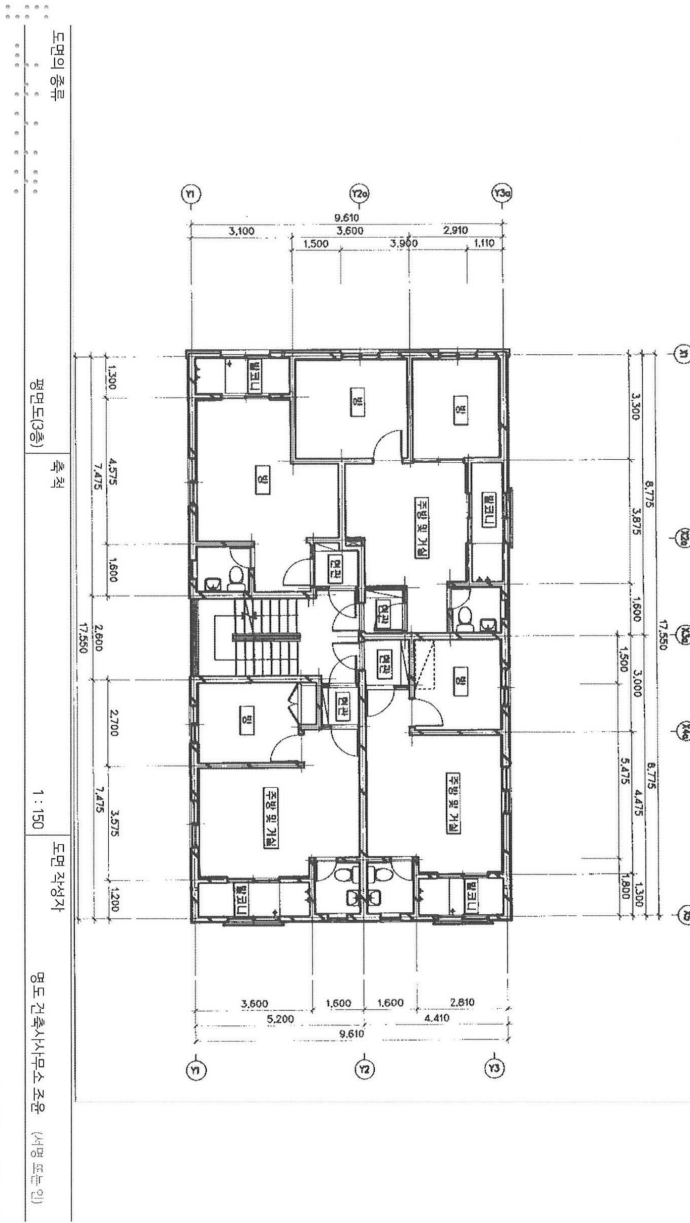 도면의 종류
평면도(3층)
축 척
1 : 150
도면 작성자
명도 건축사사무소 조윤 (서명 또는 인)
Y1
Y2a
Y3a
9,610
3,100
3,600
2,910
1,500
3,900
1,110
X1
X2a
X3a
X4a
X5
17,550
8,775
8,775
3,300
3,875
1,600
3,000
4,475
1,300
1,500
5,475
1,800
발코니
방
방
방
주방 및 거실
발코니
현관
현관
현관
현관
방
방
주방 및 거실
주방 및 거실
발코니
발코니
1,300
4,575
1,600
2,600
2,700
3,575
1,200
7,475
7,475
17,550
3,600
1,600
1,600
2,810
5,200
4,410
9,610
Y1
Y2
Y3